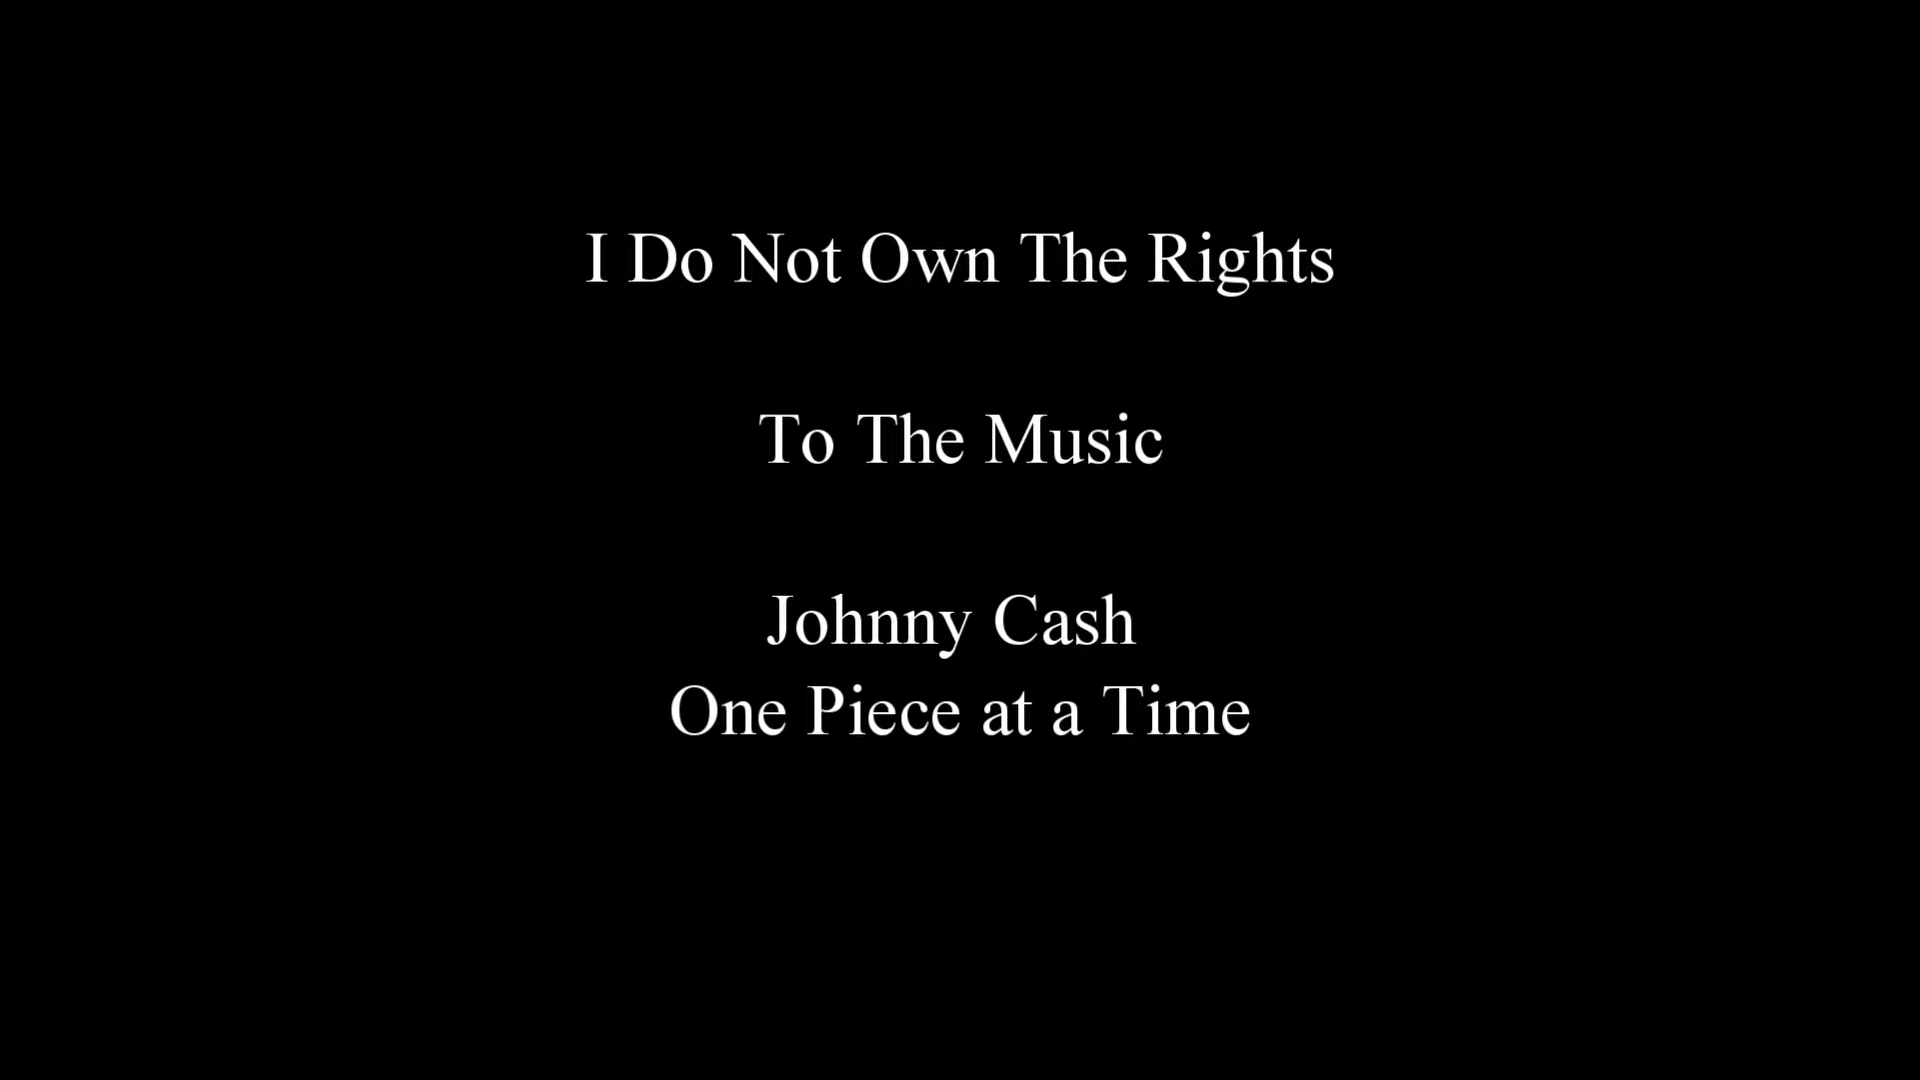 I Do Not Own The Rights
To The Music
Johnny Cash
One Piece at a Time